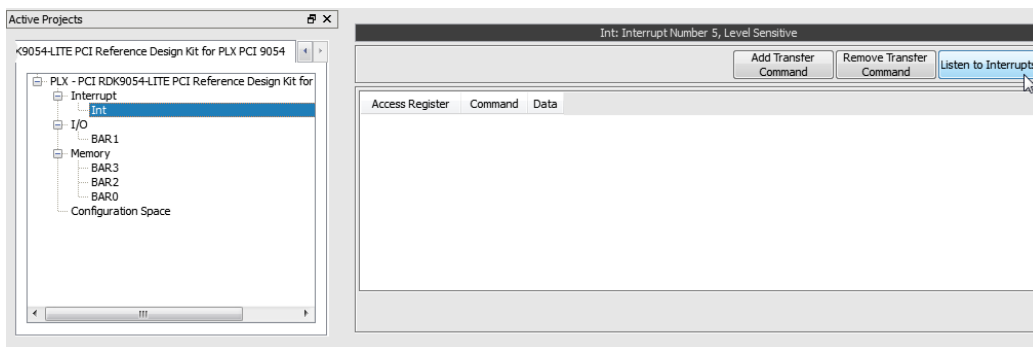 Active Projects
K9054-LITE PCI Reference Design Kit for PLX PCI 9054
PLX - PCI RDK9054-LITE PCI Reference Design Kit for
Interrupt
Int
I/O
BAR1
Memory
BAR3
BAR2
BAR0
Configuration Space
Int: Interrupt Number 5, Level Sensitive
Add Transfer
Command
Remove Transfer
Command
Listen to Interrupts
Access Register Command Data